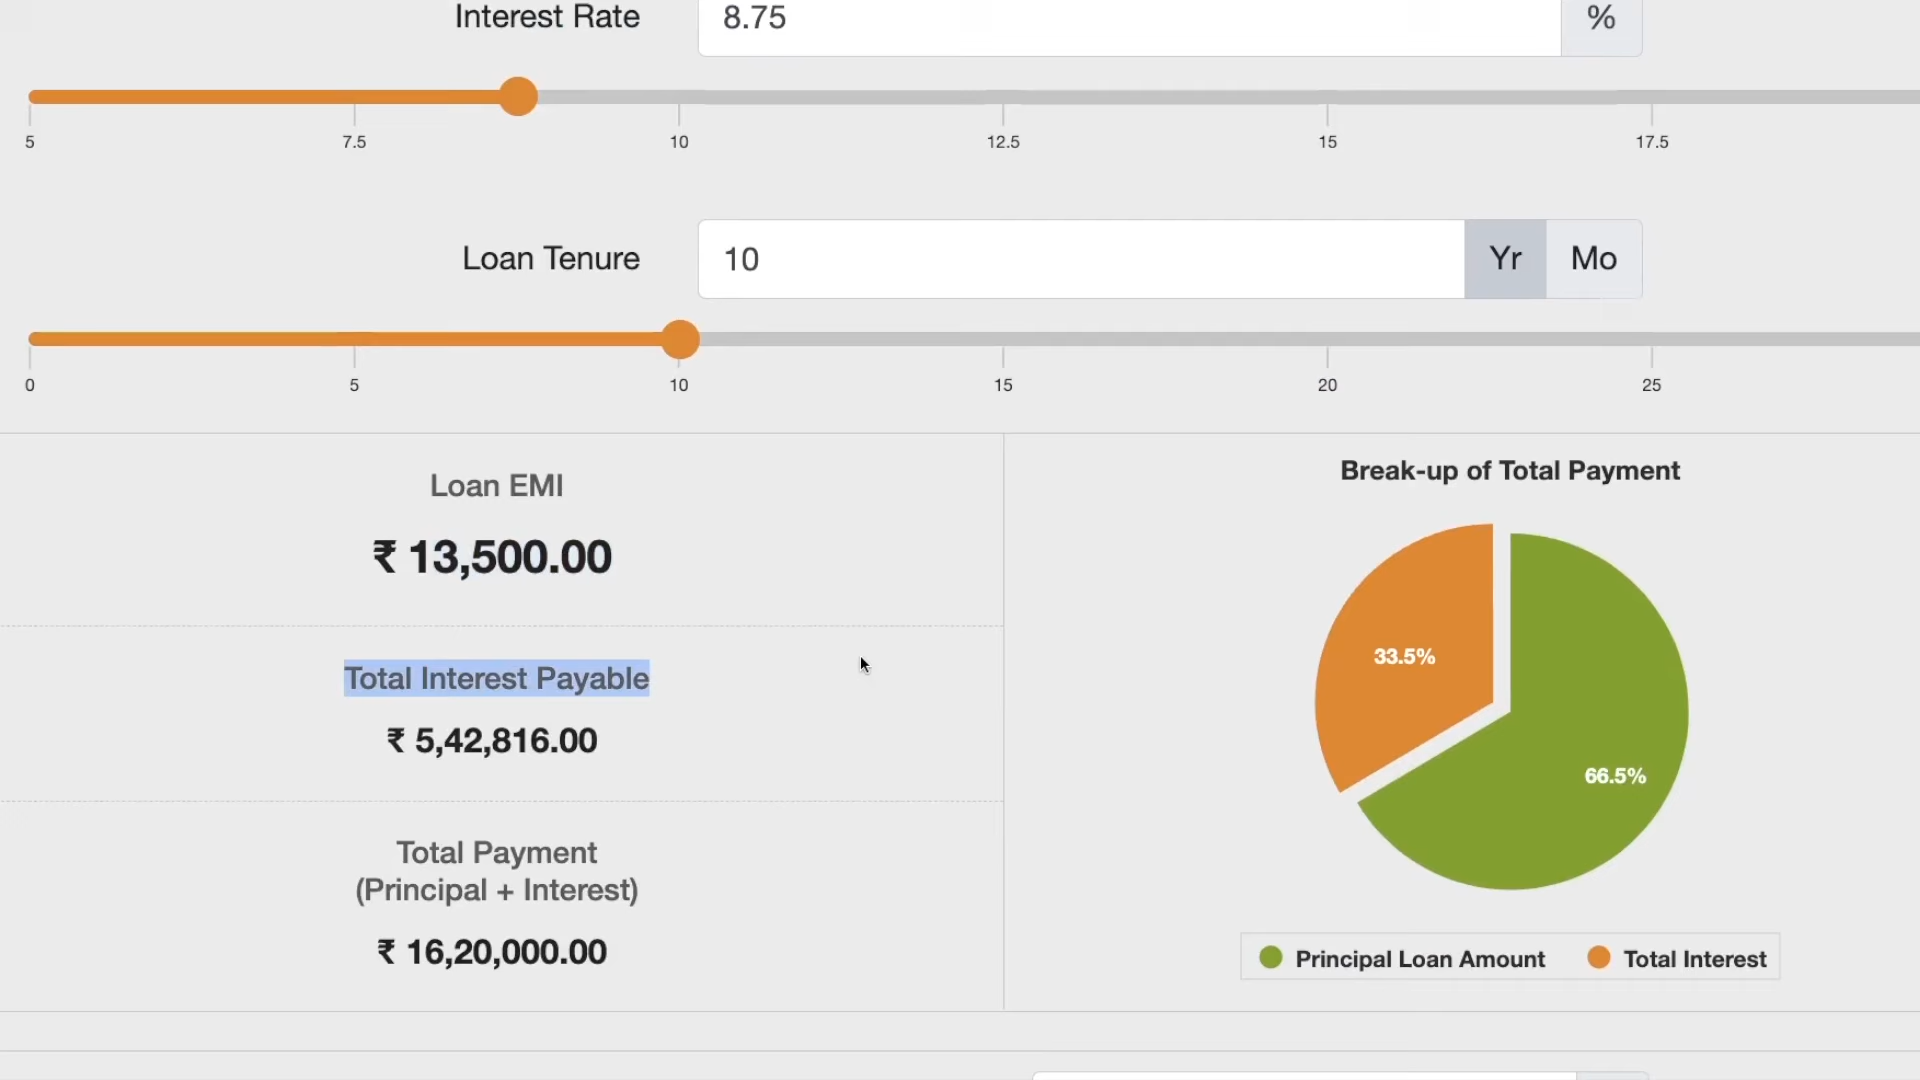 Interest Rate
8.75
%
5
7.5
10
12.5
15
17.5
Loan Tenure
10
Yr
Mo
0
5
10
15
20
25
Loan EMI
₹ 13,500.00
Total Interest Payable
₹ 5,42,816.00
Total Payment
(Principal + Interest)
₹ 16,20,000.00
Break-up of Total Payment
33.5%
66.5%
Principal Loan Amount
Total Interest